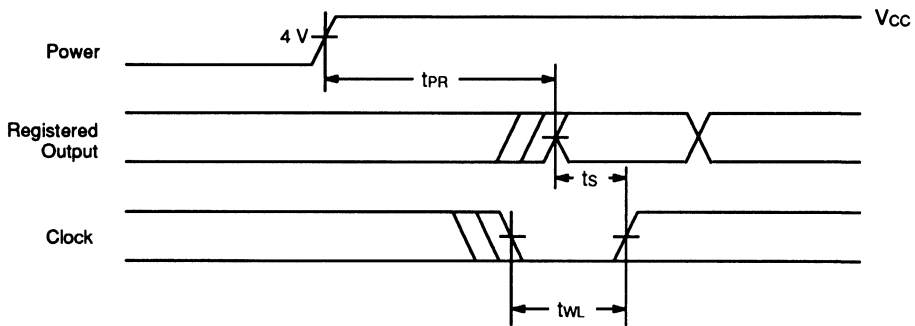 VCC
4 V
Power
tPR
Registered
Output
tS
Clock
tWL